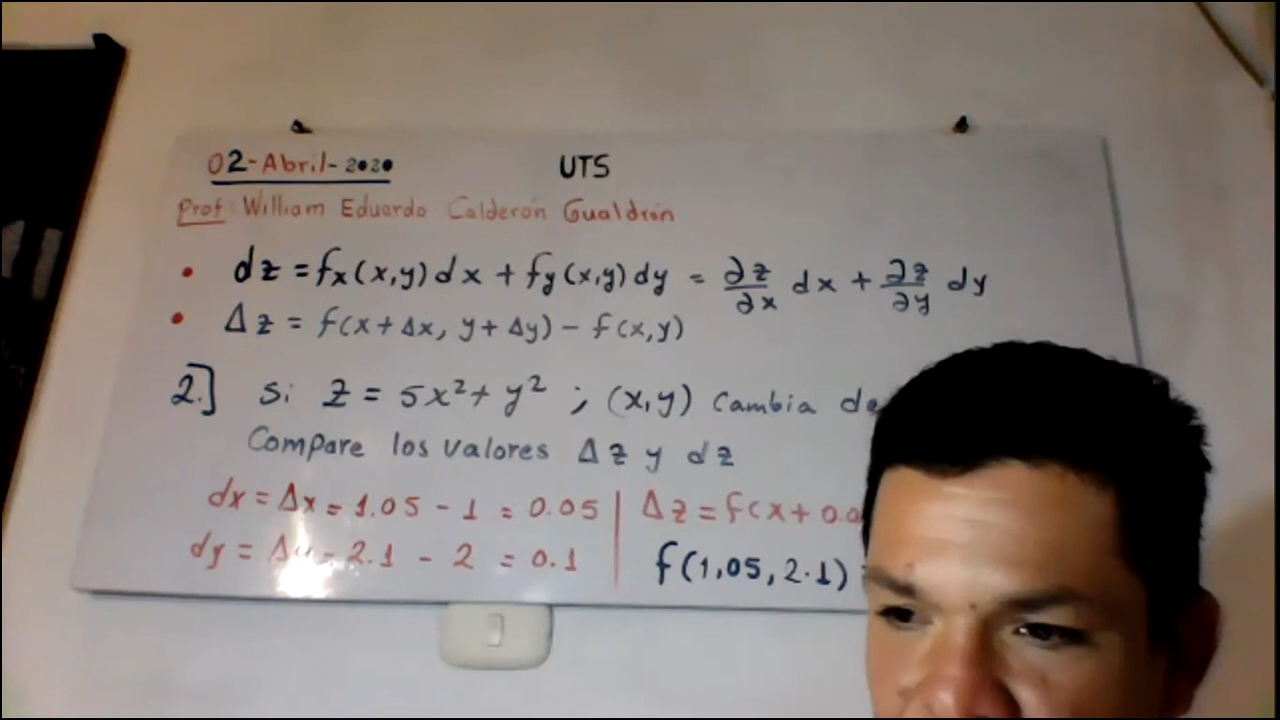 02-Abril-2020 UTS
Prof: William Eduardo Calderón Gualdrón
• dz = fx(x,y)dx + fy(x,y)dy = ∂z/∂x dx + ∂z/∂y dy
• Δz = f(x+Δx, y+Δy) - f(x,y)
2.] Si z = 5x²+y² ; (x,y) cambia de
Compare los valores Δz y dz
dx = Δx = 1.05 - 1 = 0.05 | Δz = f(x+0.0
dy = Δy = 2.1 - 2 = 0.1 | f(1,05, 2.1)